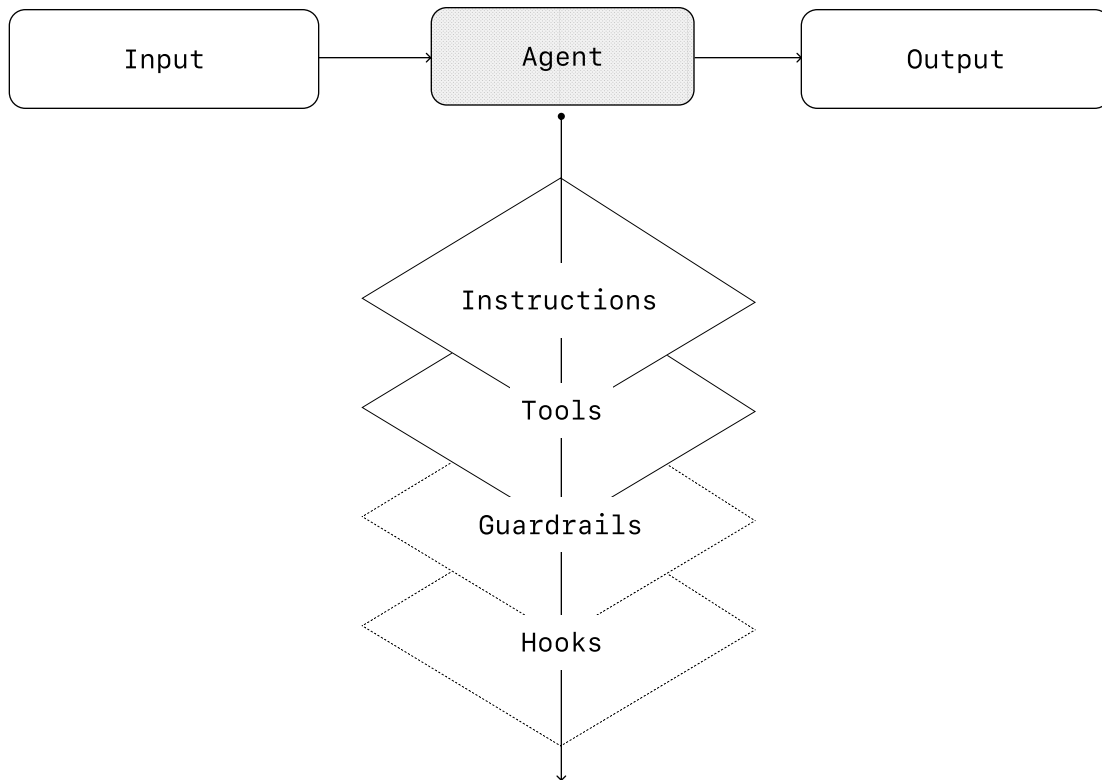 Input
Agent
Output
Instructions
Tools
Guardrails
Hooks